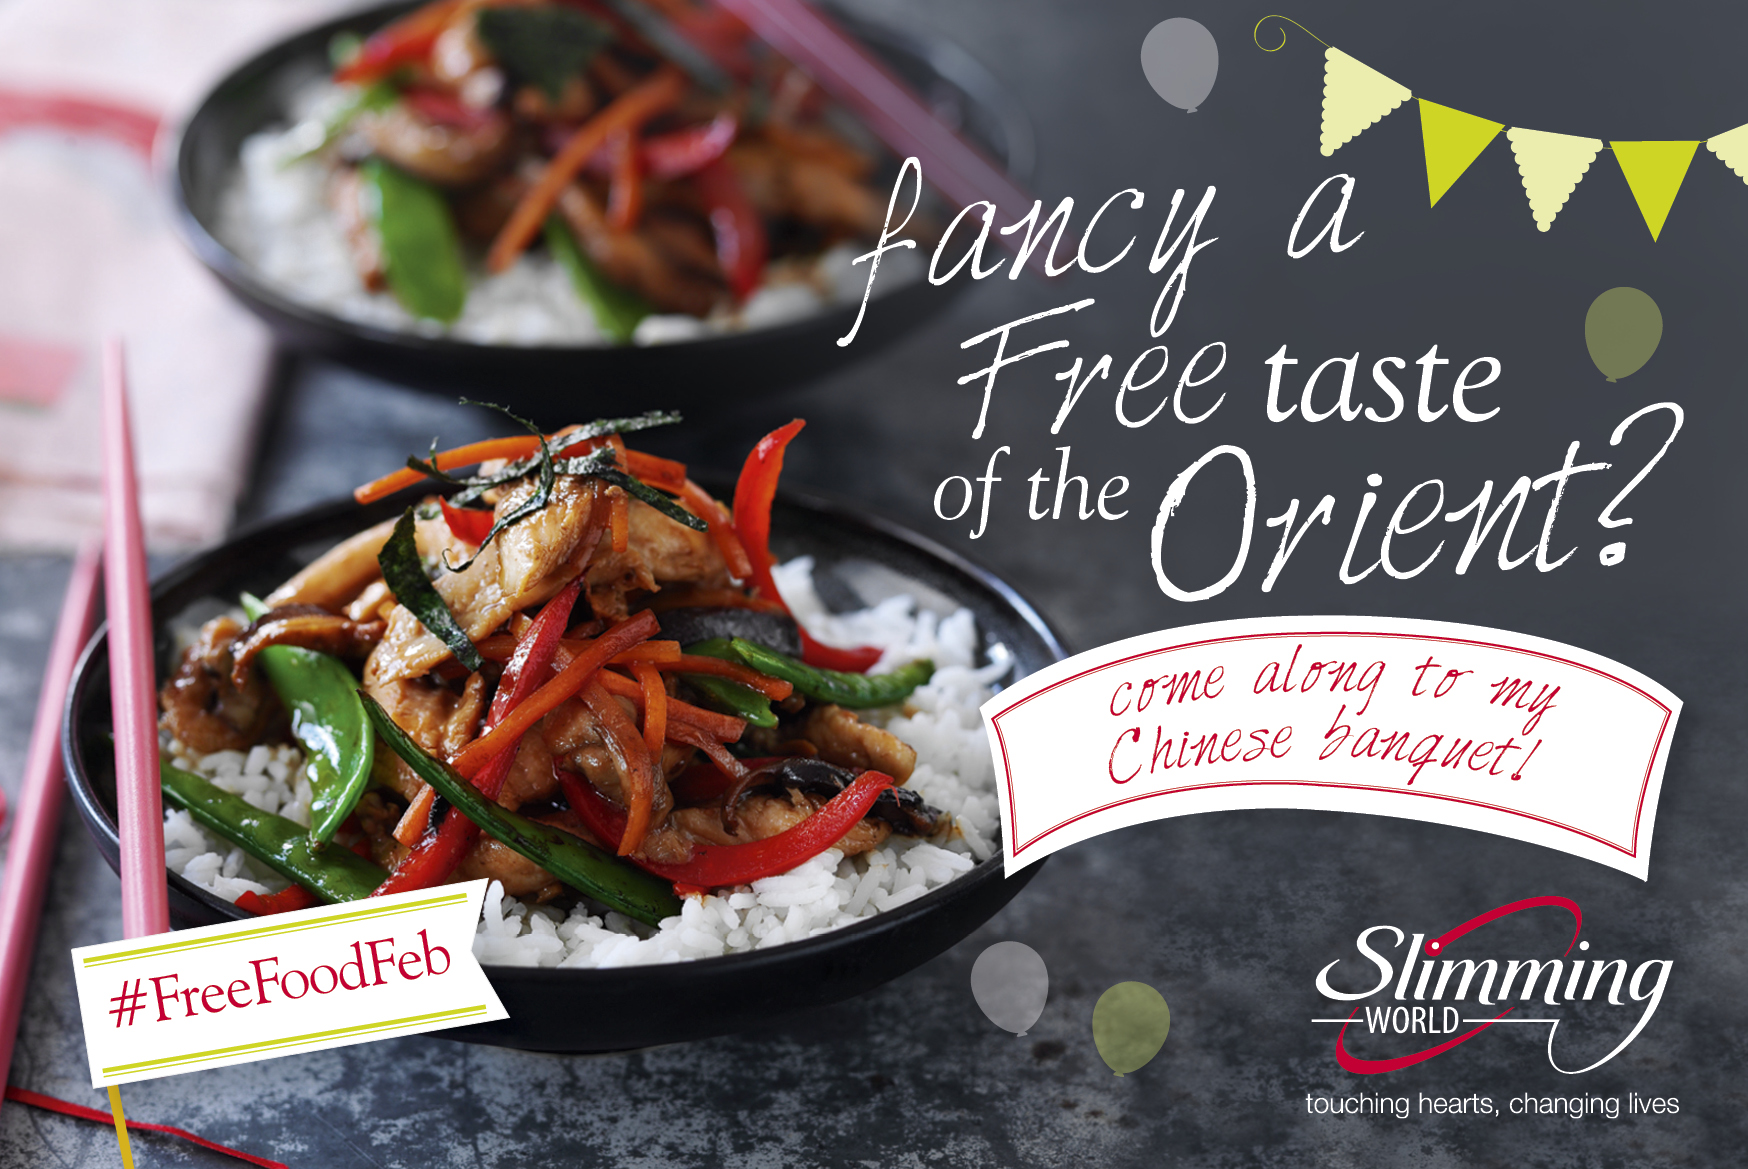 fancy a
Free taste
of the Orient?
come along to my
Chinese banquet!
#FreeFoodFeb
Slimming
WORLD
touching hearts, changing lives